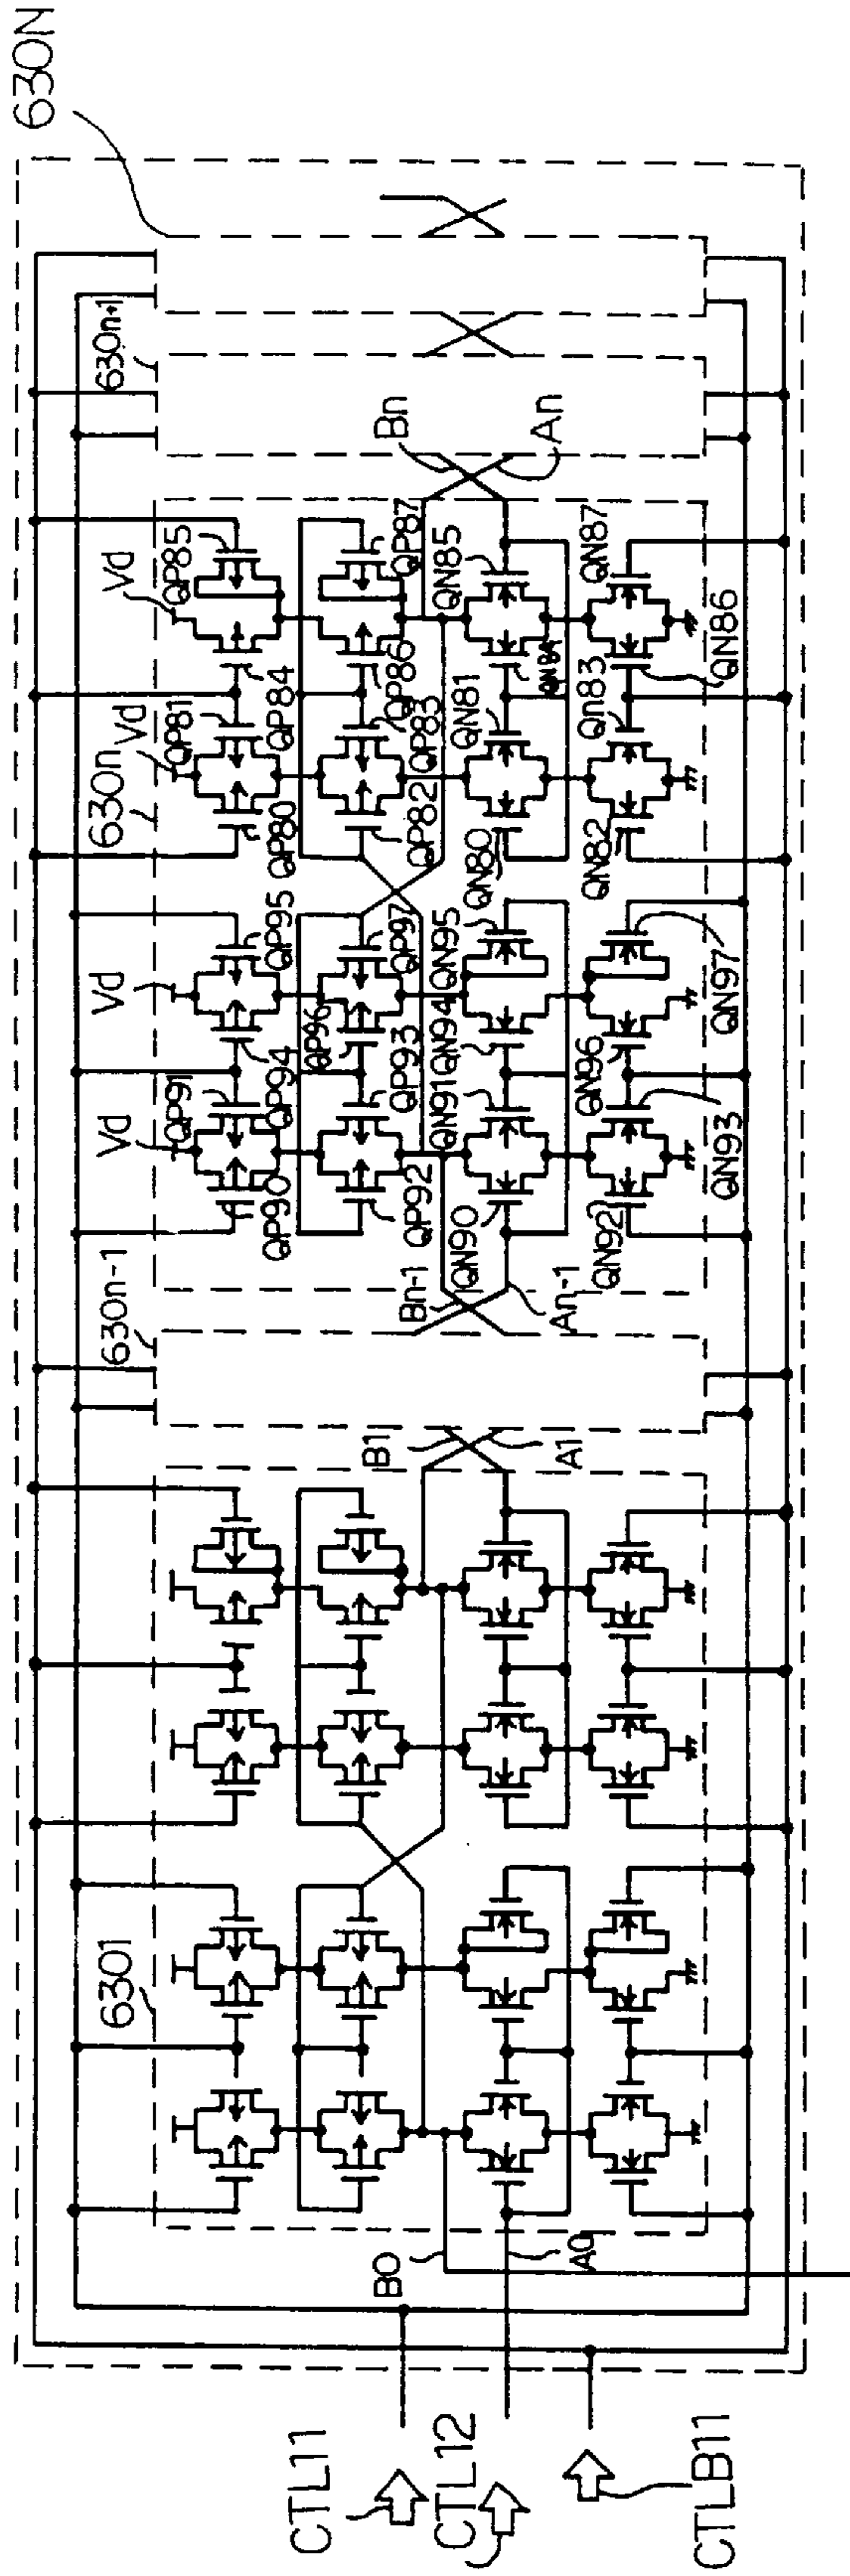 630N
630n+1
Bn
An
Vd
QP85
QP87
QN85
QN87
QP84
QP86
QN84
QN86
Vd
QP81
QP83
QN81
Qn83
630n
QP80
QP82
QN80
QN82
Vd
QP95
QP97
QN95
QN97
QP94
QP96
QN94
QN96
Vd
QP91
QP93
QN91
QN93
QP90
QP92
QN90
QN92
630n-1
Bn-1
An-1
B1
A1
6301
B0
A0
CTL11
CTL12
CTLB11